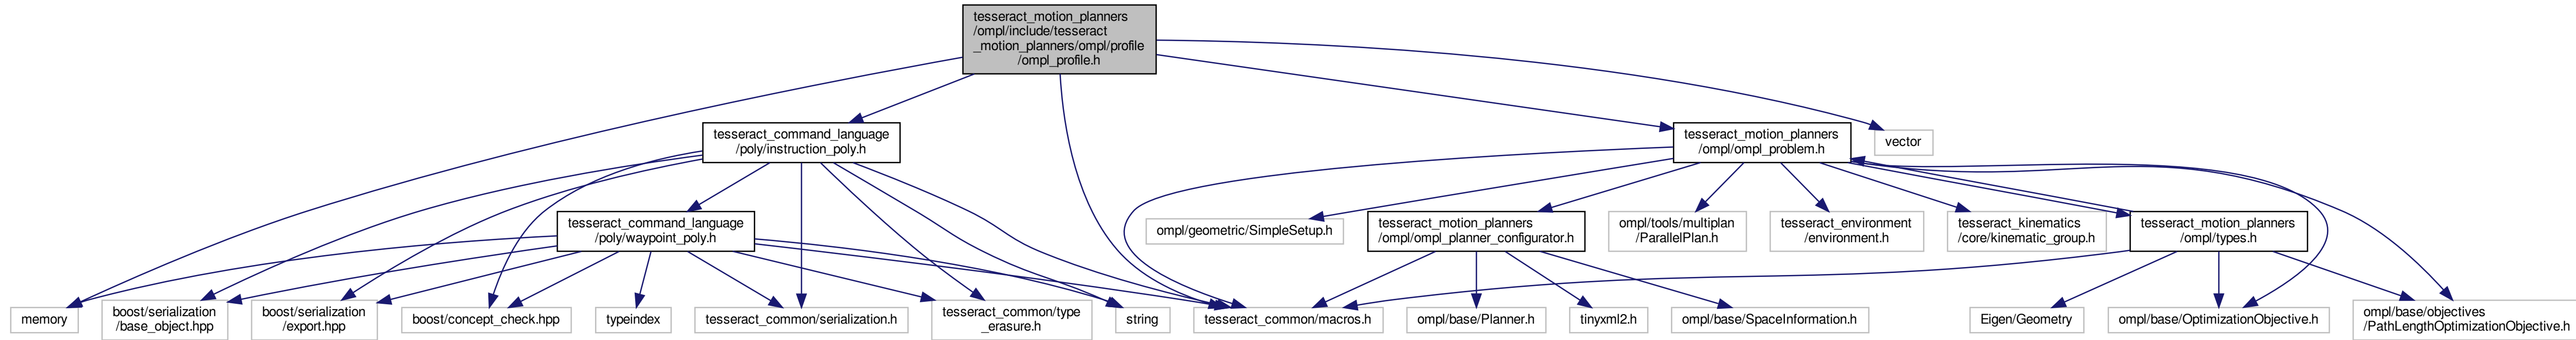 tesseract_motion_planners
/ompl/include/tesseract
_motion_planners/ompl/profile
/ompl_profile.h
tesseract_command_language
/poly/instruction_poly.h
tesseract_motion_planners
/ompl/ompl_problem.h
vector
tesseract_command_language
/poly/waypoint_poly.h
ompl/geometric/SimpleSetup.h
tesseract_motion_planners
/ompl/ompl_planner_configurator.h
ompl/tools/multiplan
/ParallelPlan.h
tesseract_environment
/environment.h
tesseract_kinematics
/core/kinematic_group.h
tesseract_motion_planners
/ompl/types.h
memory
boost/serialization
/base_object.hpp
boost/serialization
/export.hpp
boost/concept_check.hpp
typeindex
tesseract_common/serialization.h
tesseract_common/type
_erasure.h
string
tesseract_common/macros.h
ompl/base/Planner.h
tinyxml2.h
ompl/base/SpaceInformation.h
Eigen/Geometry
ompl/base/OptimizationObjective.h
ompl/base/objectives
/PathLengthOptimizationObjective.h